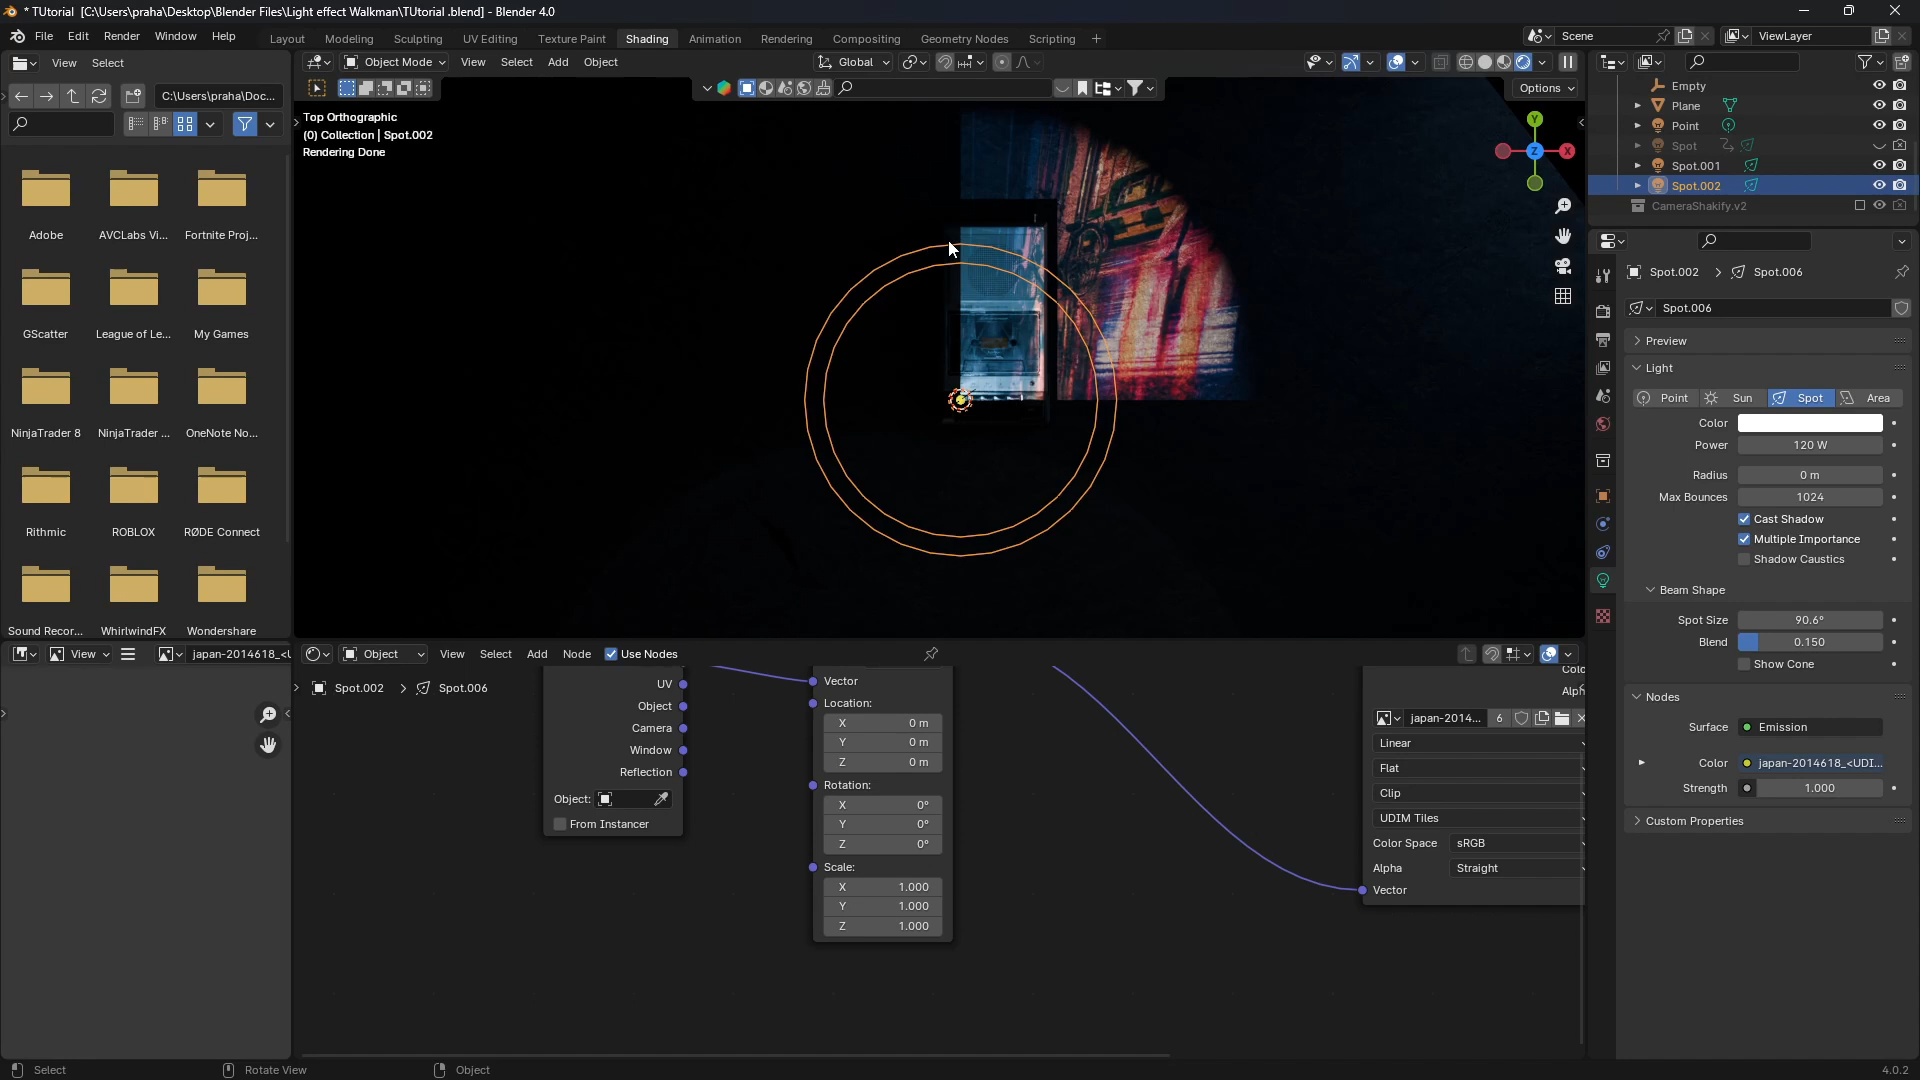 * TUtorial [C:\Users\praha\Desktop\Blender Files\Light effect Walkman\TUtorial .blend] - Blender 4.0
File Edit Render Window Help
Layout Modeling Sculpting UV Editing Texture Paint Shading Animation Rendering Compositing Geometry Nodes Scripting +
Scene
ViewLayer
View Select
Object Mode View Select Add Object
Global
C:\Users\praha\Doc...
Options
Top Orthographic
(0) Collection | Spot.002
Rendering Done
Y
X
Z
Empty
Plane
Point
Spot
Spot.001
Spot.002
CameraShakify.v2
Adobe
AVCLabs Vi...
Fortnite Proj...
GScatter
League of Le...
My Games
NinjaTrader 8
NinjaTrader ...
OneNote No...
Rithmic
ROBLOX
RØDE Connect
Sound Recor...
WhirlwindFX
Wondershare
Spot.002 > Spot.006
Spot.006
Preview
Light
Point Sun Spot Area
Color
Power 120 W
Radius 0 m
Max Bounces 1024
Cast Shadow
Multiple Importance
Shadow Caustics
Beam Shape
Spot Size 90.6°
Blend 0.150
Show Cone
Nodes
Surface Emission
Color japan-2014618_<UDI...
Strength 1.000
Custom Properties
View
japan-2014618_<U
Object View Select Add Node Use Nodes
Spot.002 > Spot.006
UV
Object
Camera
Window
Reflection
Object:
From Instancer
Vector
Location:
X 0 m
Y 0 m
Z 0 m
Rotation:
X 0°
Y 0°
Z 0°
Scale:
X 1.000
Y 1.000
Z 1.000
japan-2014... 6
Linear
Flat
Clip
UDIM Tiles
Color Space sRGB
Alpha Straight
Vector
Select
Rotate View
Object
4.0.2